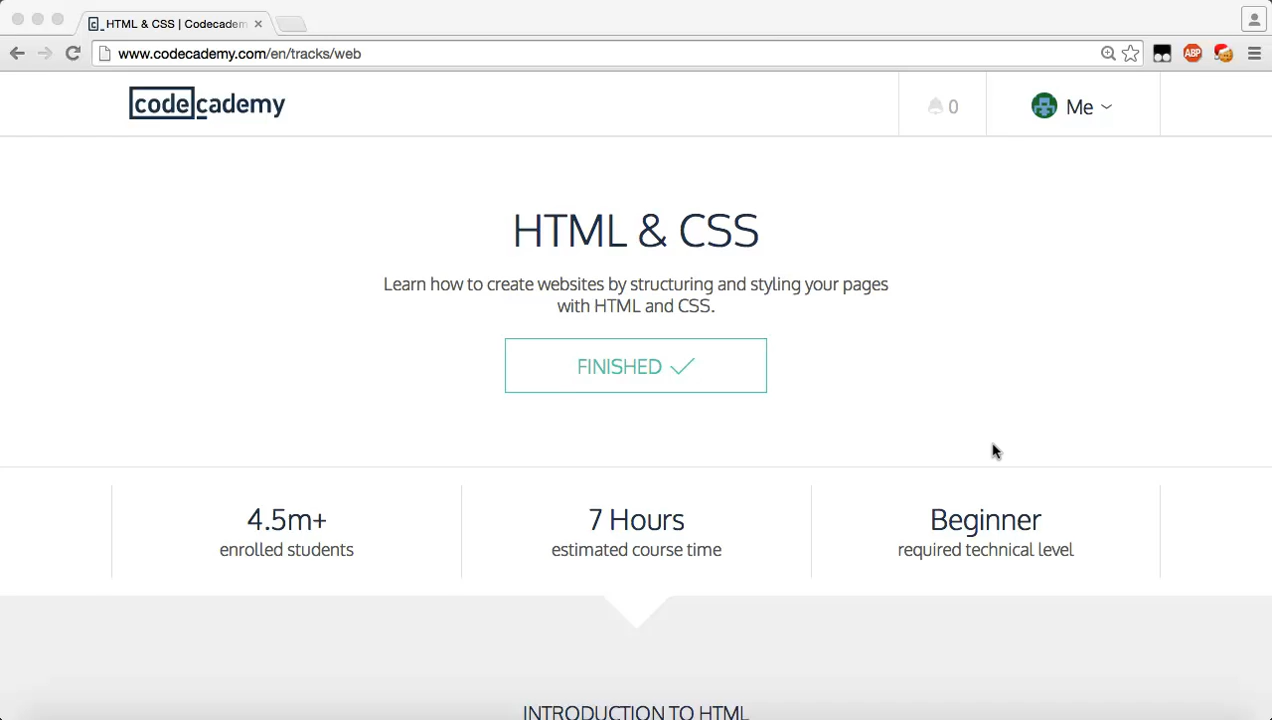 HTML & CSS | Codecadem
www.codecademy.com/en/tracks/web
ABP
codecademy
0
Me
HTML & CSS
Learn how to create websites by structuring and styling your pages
with HTML and CSS.
FINISHED
4.5m+
enrolled students
7 Hours
estimated course time
Beginner
required technical level
INTRODUCTION TO HTML